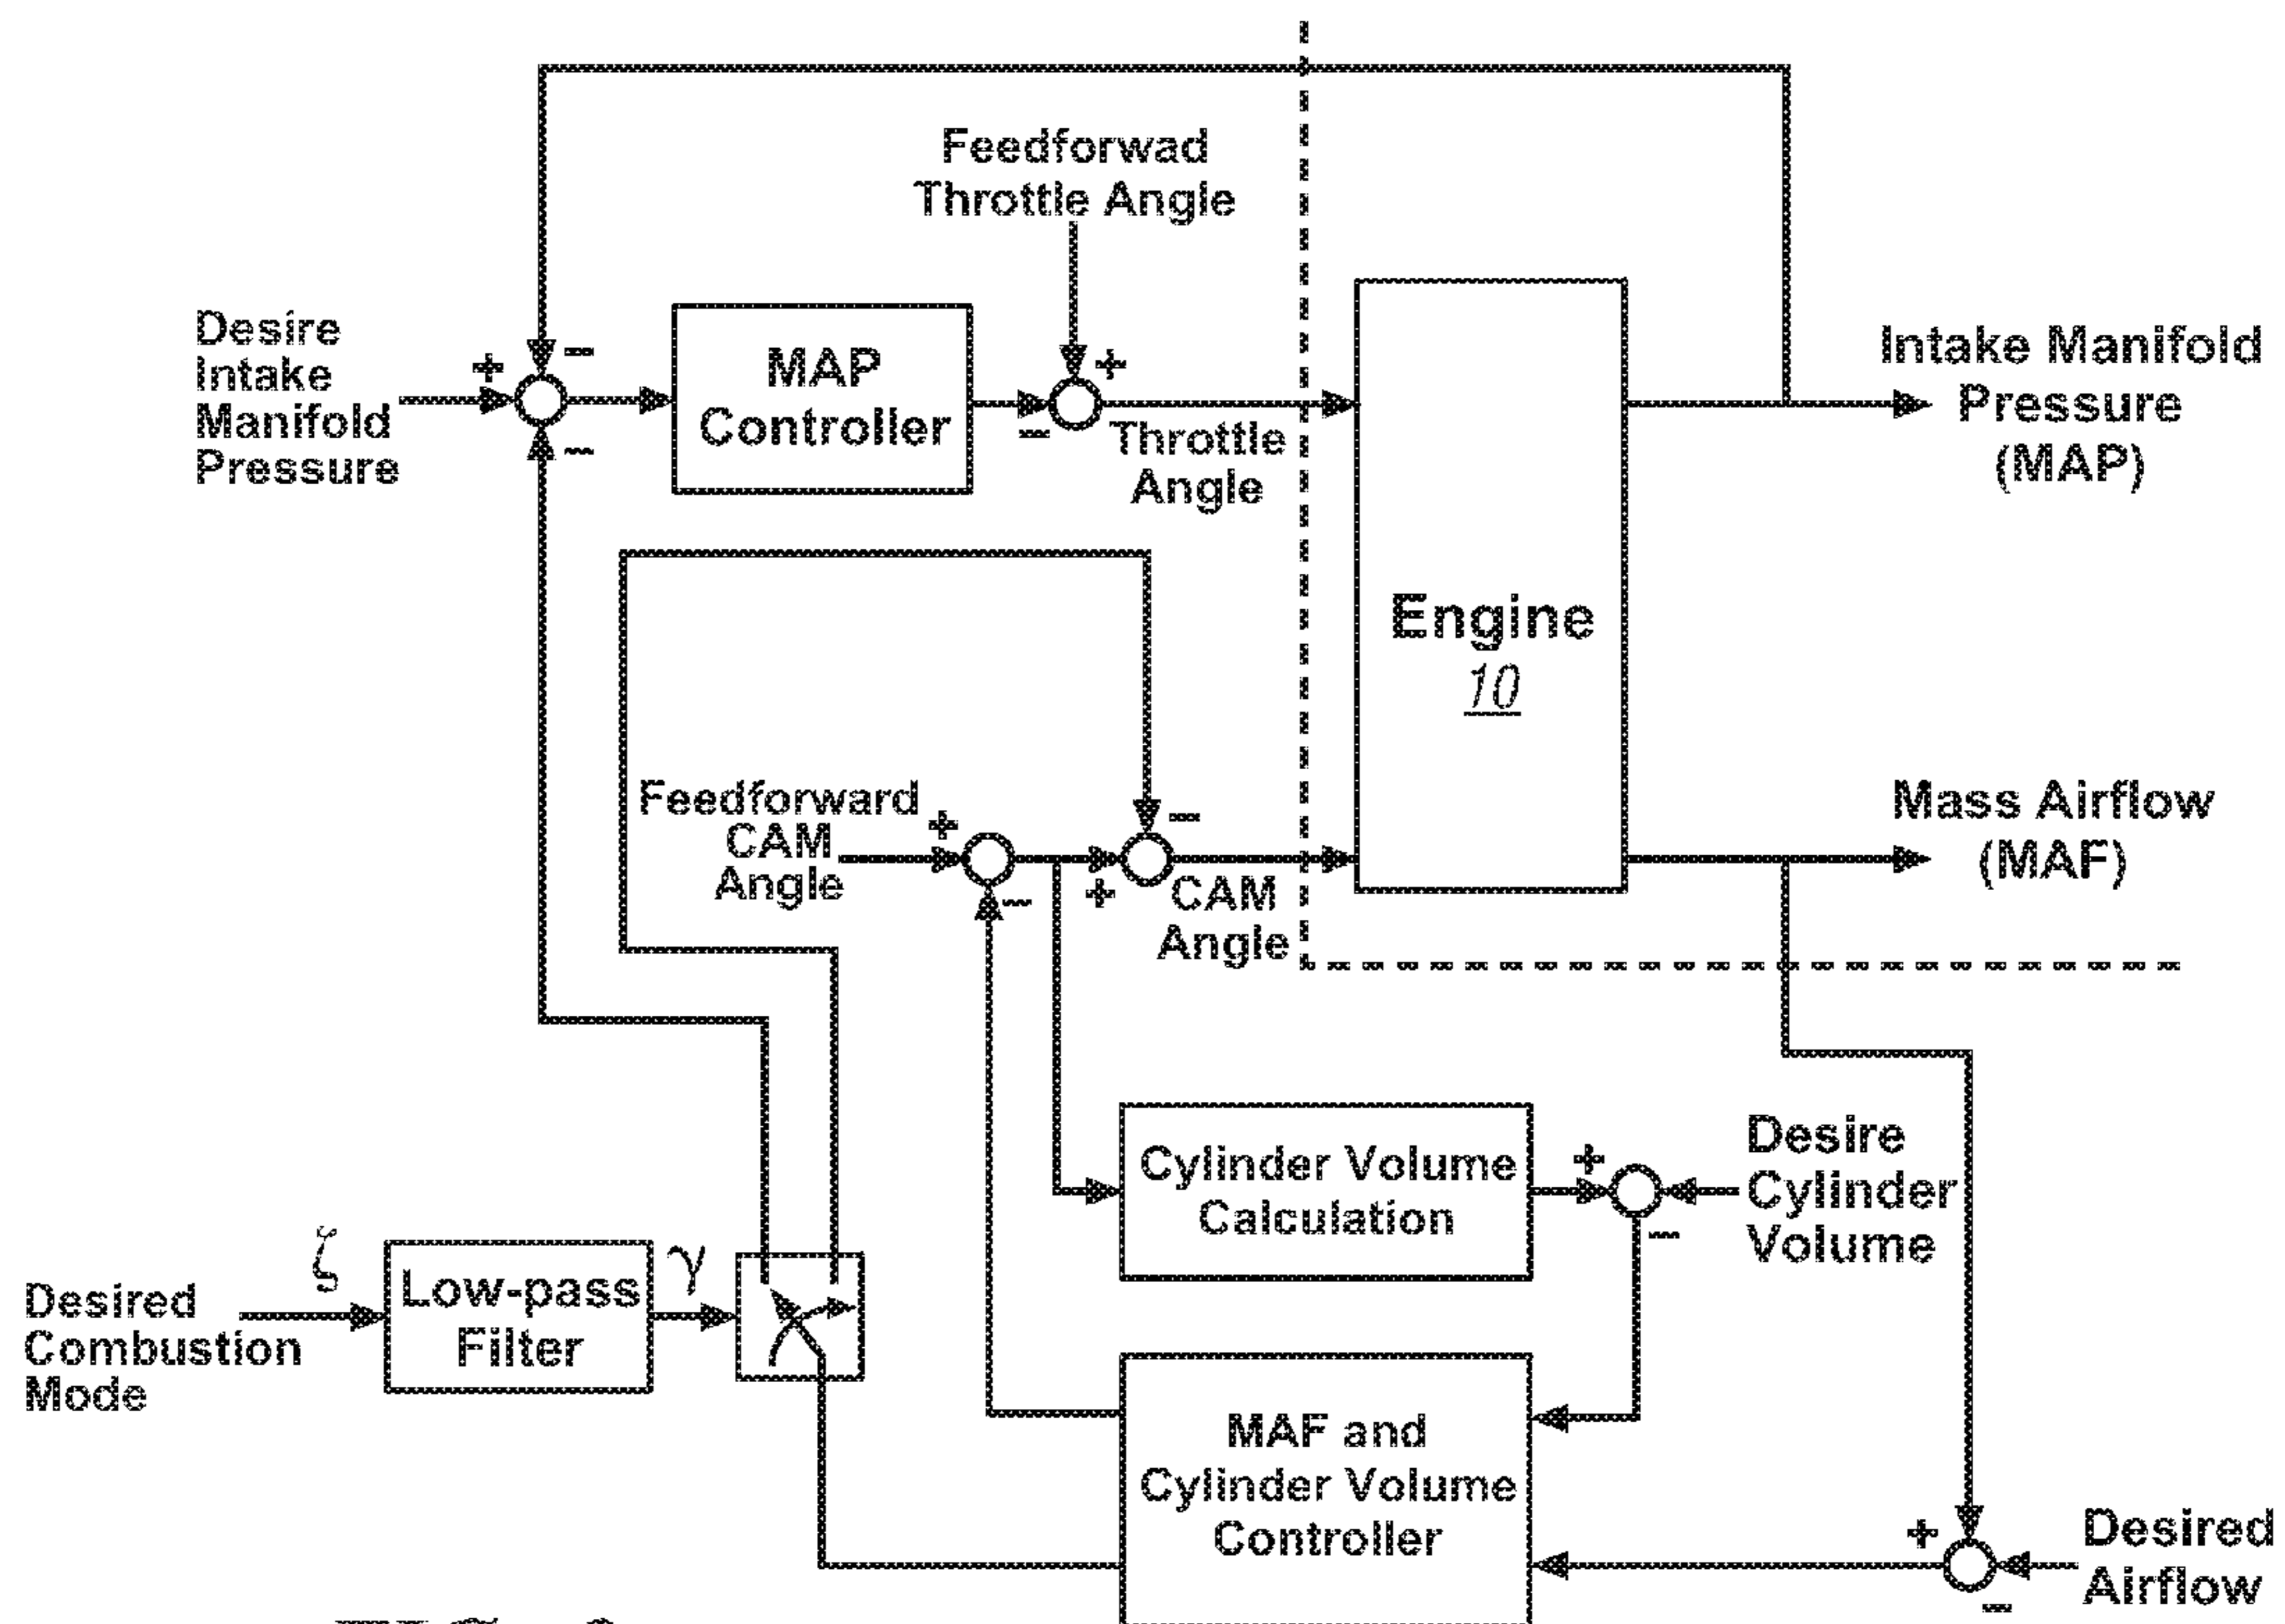 Feedforwad
Throttle Angle
Desire
Intake
Manifold
Pressure
+
−
−
MAP
Controller
+
−
Throttle
Angle
Engine
10
Intake Manifold
Pressure
(MAP)
Feedforward
CAM
Angle
+
−
−
+
CAM
Angle
Mass Airflow
(MAF)
Cylinder Volume
Calculation
+
−
Desire
Cylinder
Volume
Desired
Combustion
Mode
ζ
Low-pass
Filter
γ
MAF and
Cylinder Volume
Controller
+
−
Desired
Airflow